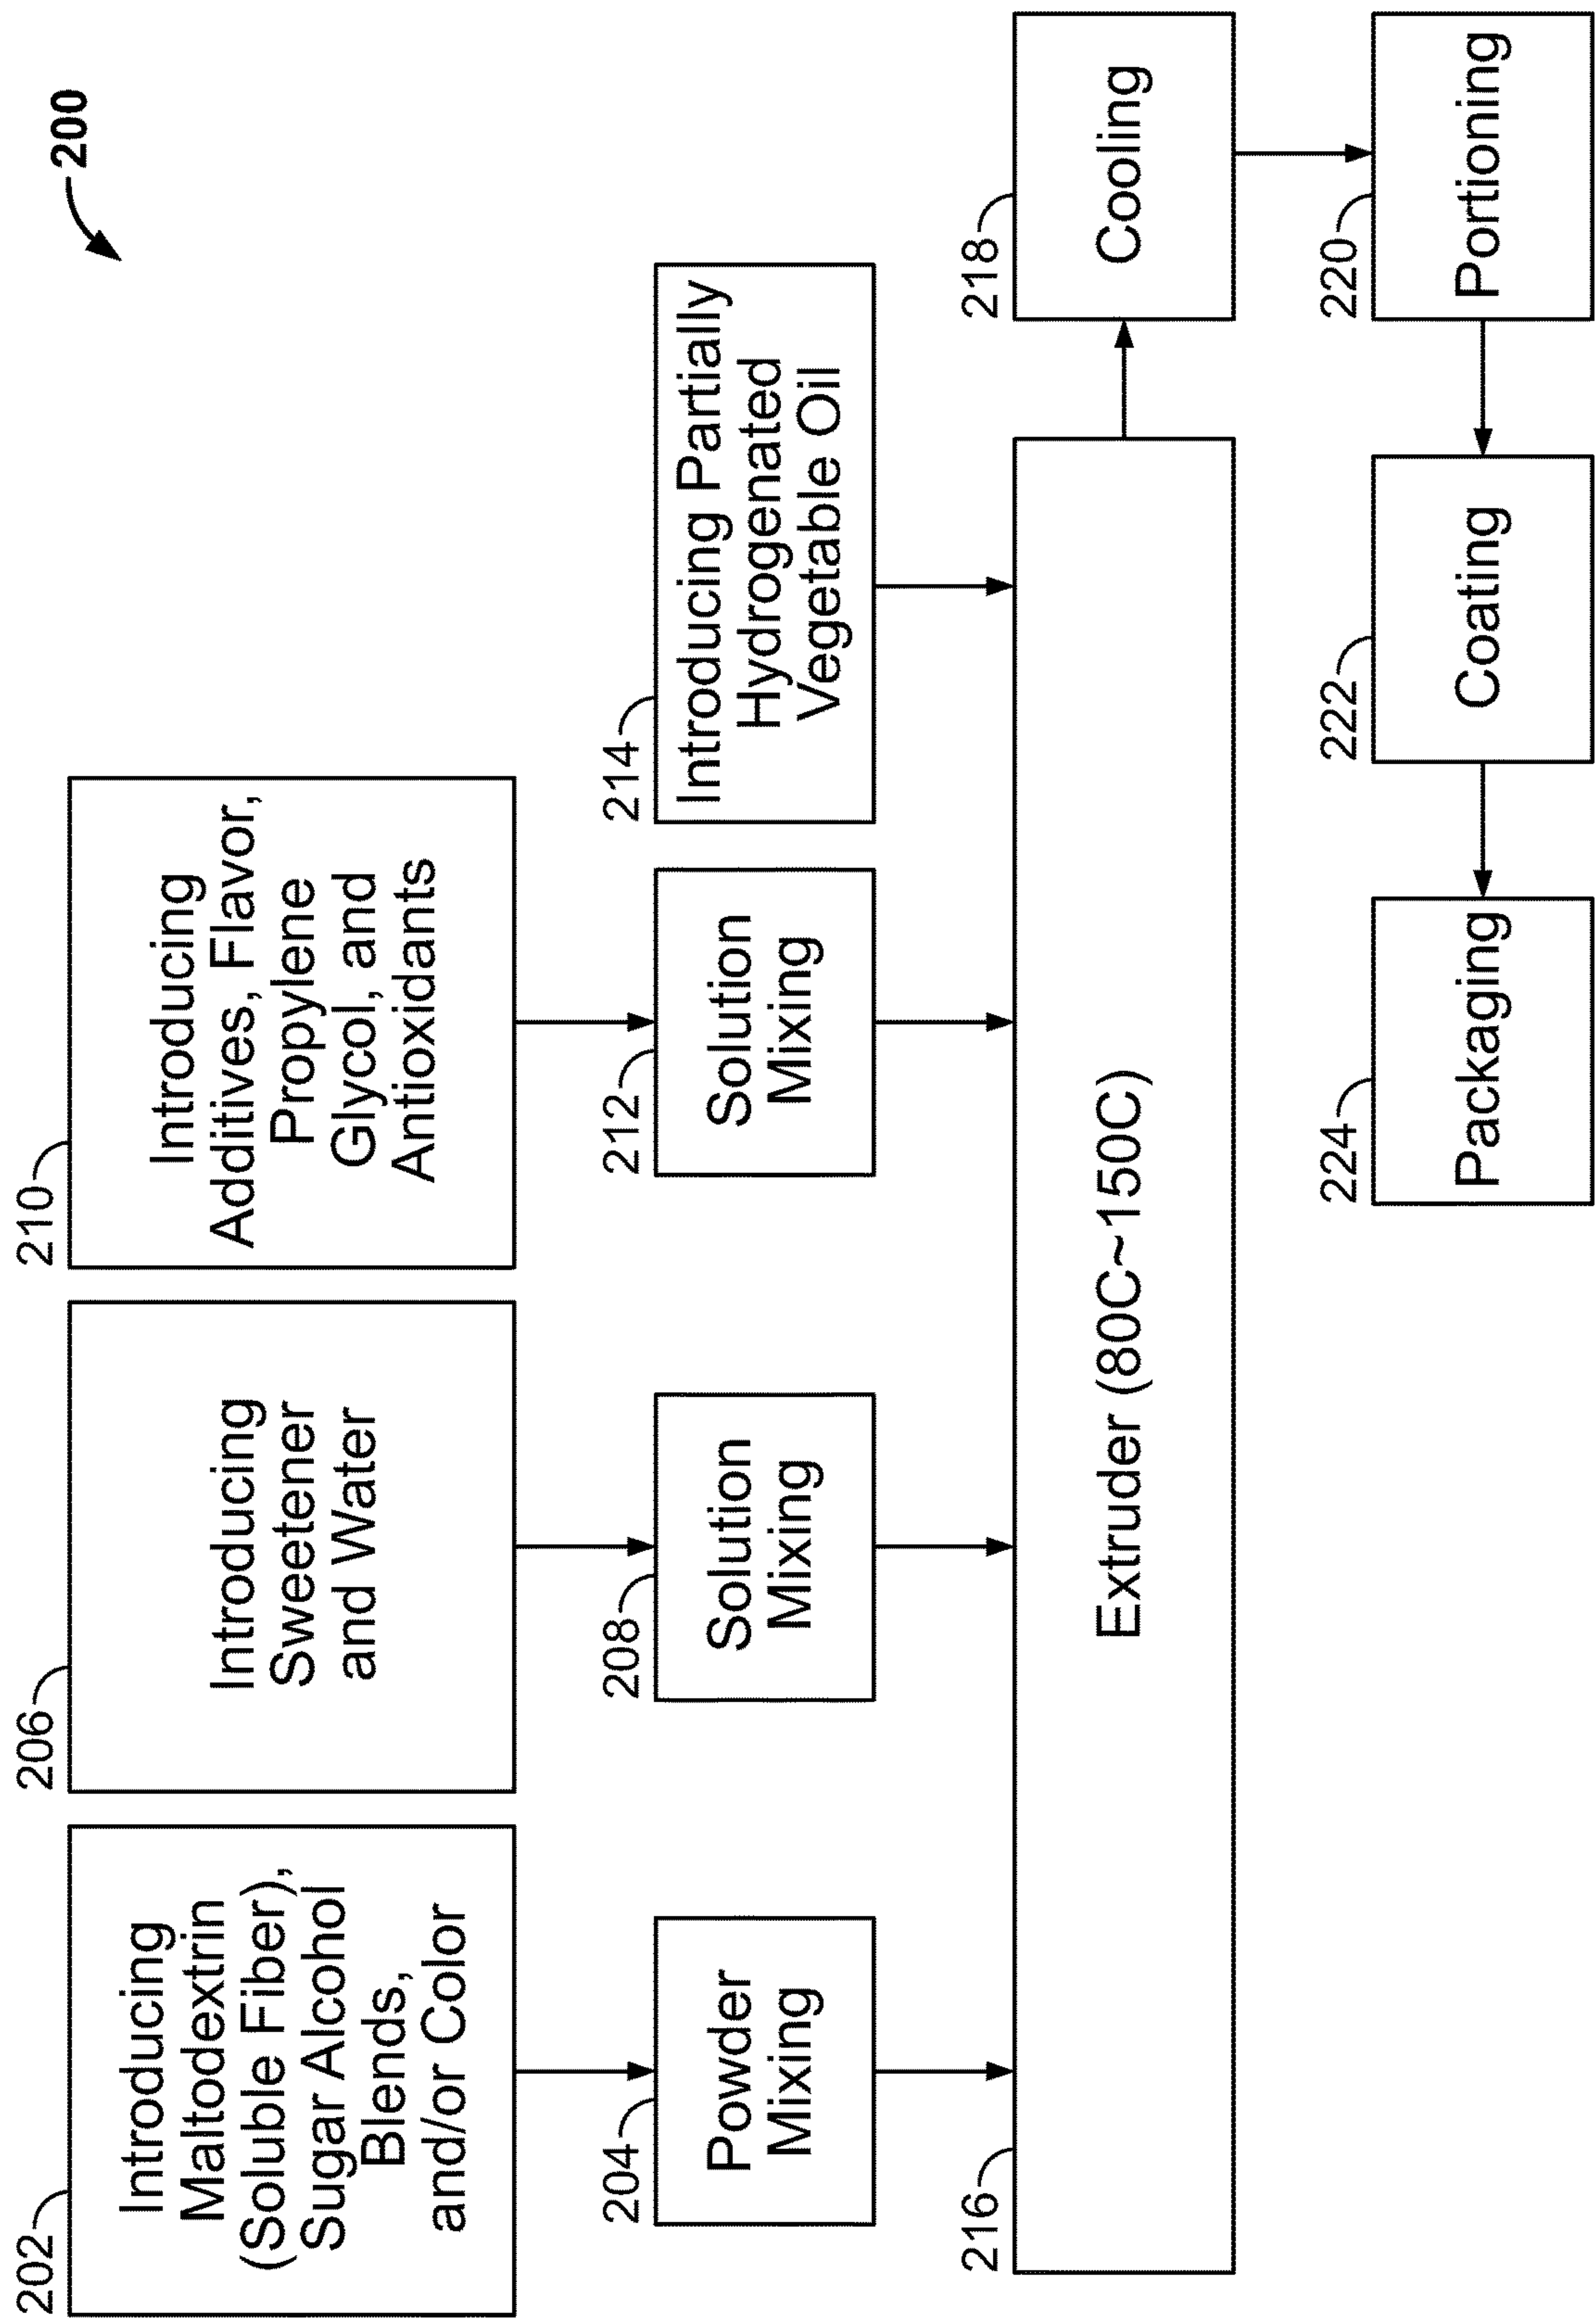 200
202
Introducing
Maltodextrin
(Soluble Fiber),
Sugar Alcohol
Blends,
and/or Color
206
Introducing
Sweetener
and Water
210
Introducing
Additives, Flavor,
Propylene
Glycol, and
Antioxidants
204
Powder
Mixing
208
Solution
Mixing
212
Solution
Mixing
214
Introducing Partially
Hydrogenated
Vegetable Oil
216
Extruder (80C~150C)
218
Cooling
220
Portioning
222
Coating
224
Packaging